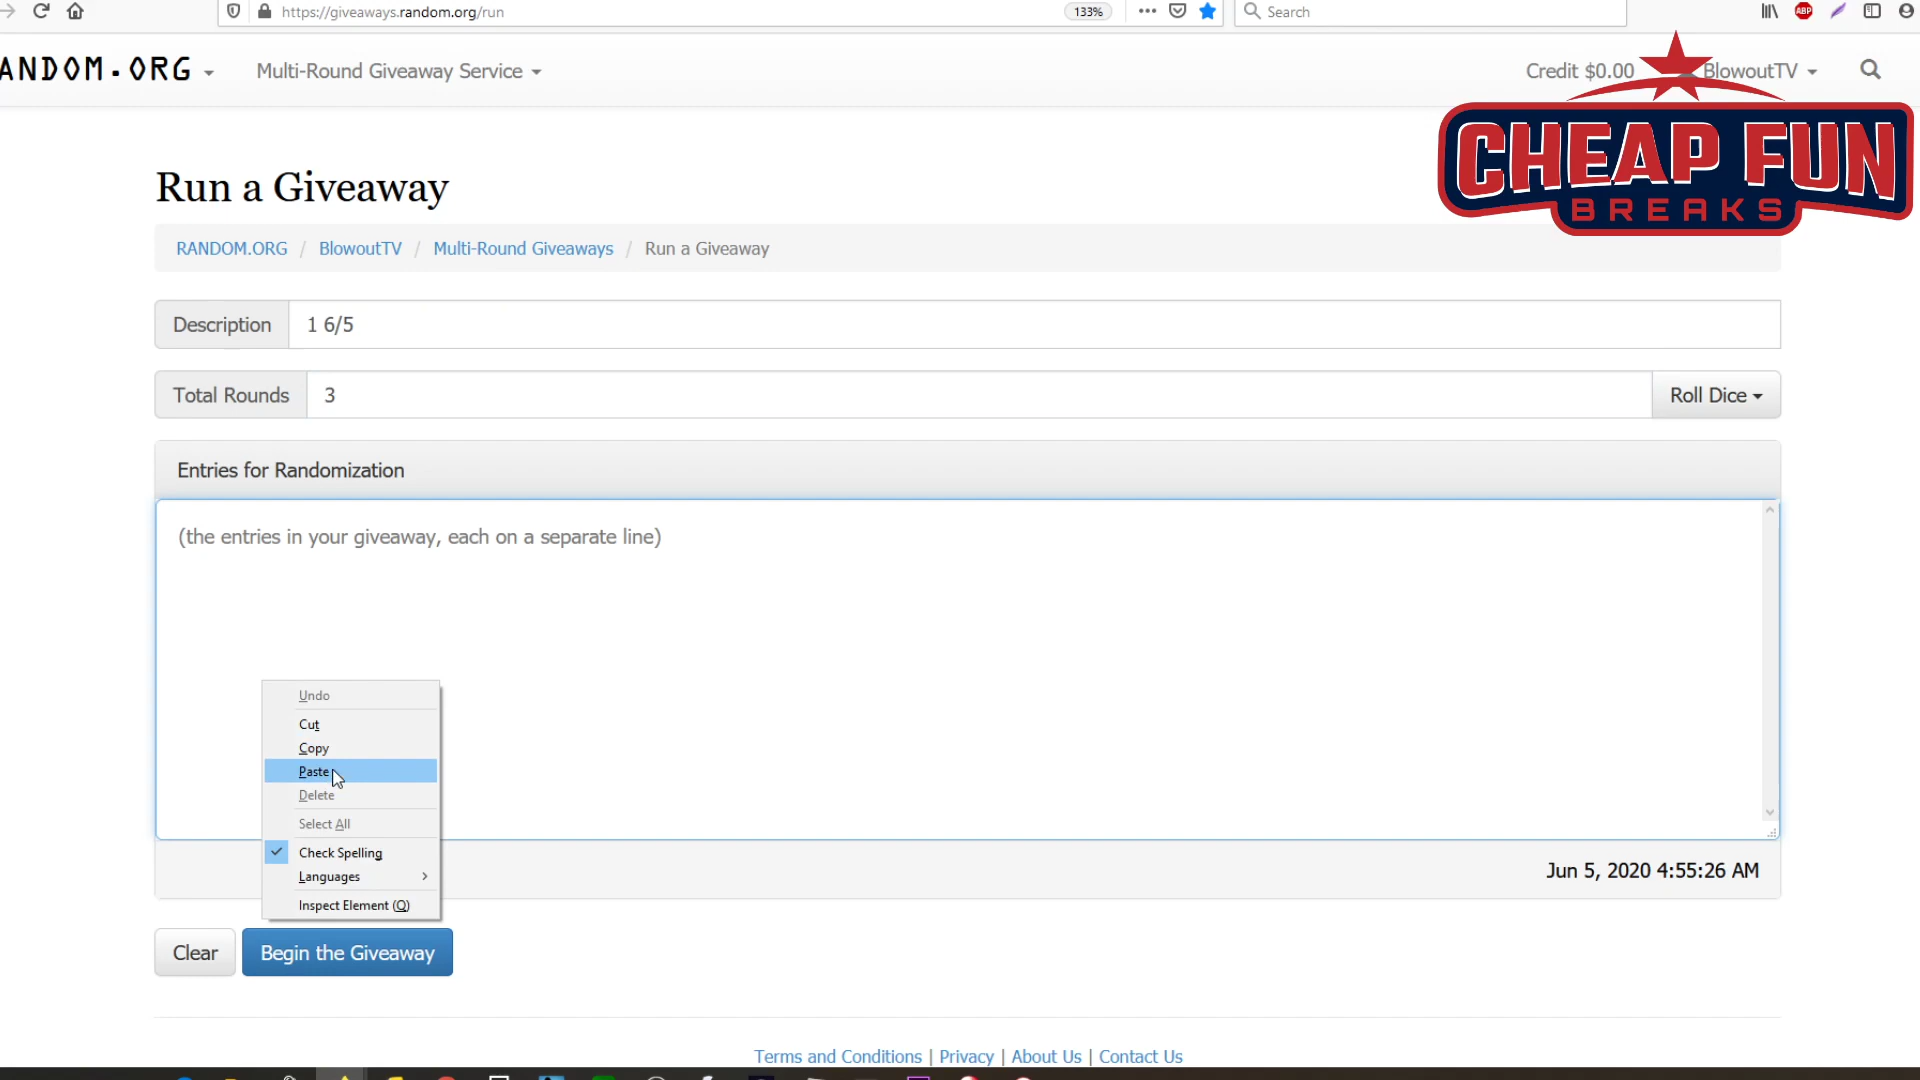 https://giveaways.random.org/run
133%
Search
ABP
ANDOM.ORG
Multi-Round Giveaway Service
Credit $0.00
BlowoutTV
CHEAP FUN
BREAKS
Run a Giveaway
RANDOM.ORG / BlowoutTV / Multi-Round Giveaways / Run a Giveaway
Description
1 6/5
Total Rounds
3
Roll Dice
Entries for Randomization
(the entries in your giveaway, each on a separate line)
Undo
Cut
Copy
Paste
Delete
Select All
Check Spelling
Languages
Inspect Element (Q)
Jun 5, 2020 4:55:26 AM
Clear
Begin the Giveaway
Terms and Conditions | Privacy | About Us | Contact Us